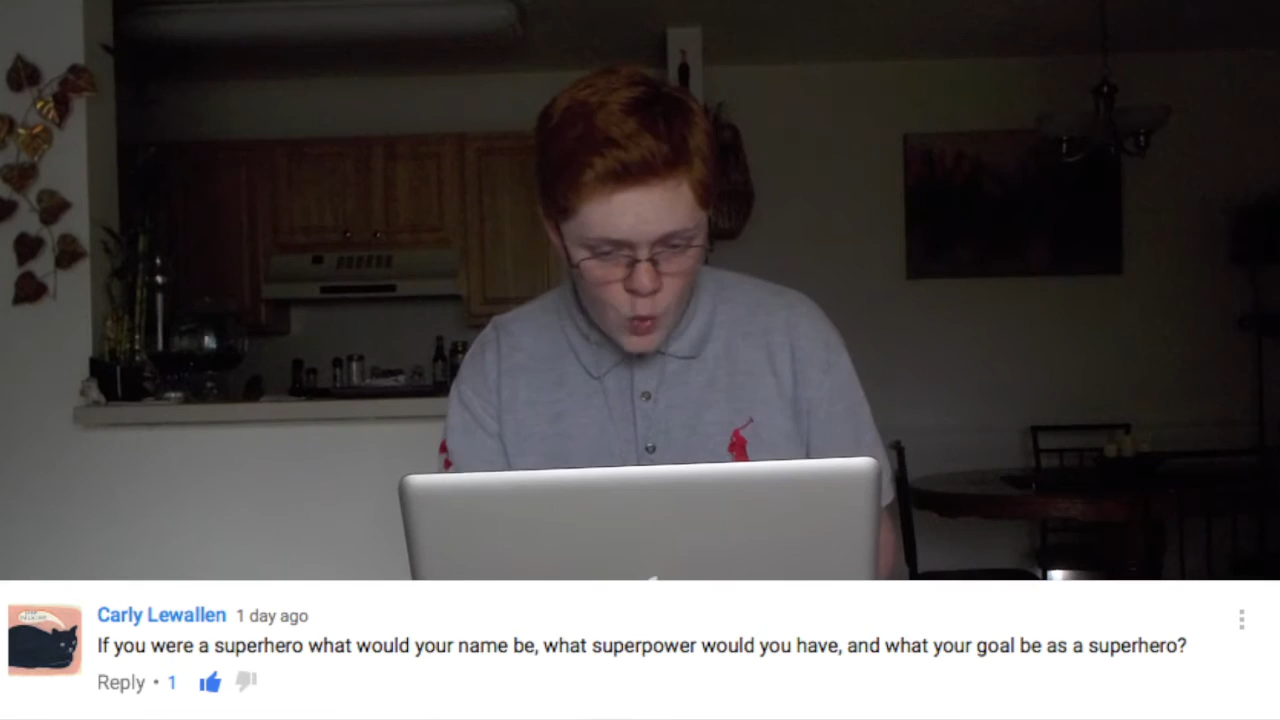 Carly Lewallen 1 day ago
If you were a superhero what would your name be, what superpower would you have, and what your goal be as a superhero?
Reply • 1